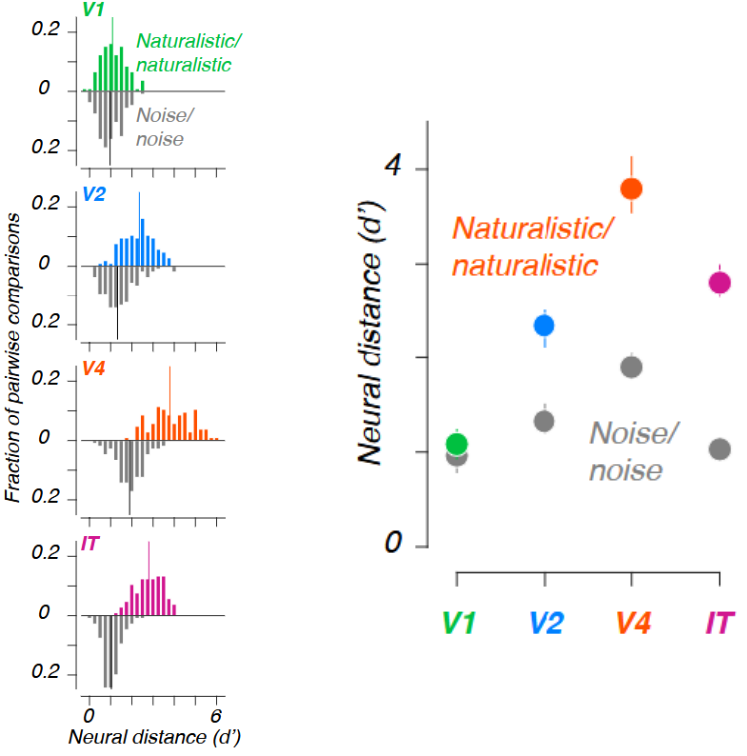 V1
0.2
Naturalistic/
naturalistic
0
Noise/
noise
0.2
V2
0.2
0
0.2
V4
0.2
0
0.2
IT
0.2
0
0.2
0 6
Neural distance (d')
Fraction of pairwise comparisons
4
Neural distance (d')
Naturalistic/
naturalistic
Noise/
noise
0
V1 V2 V4 IT